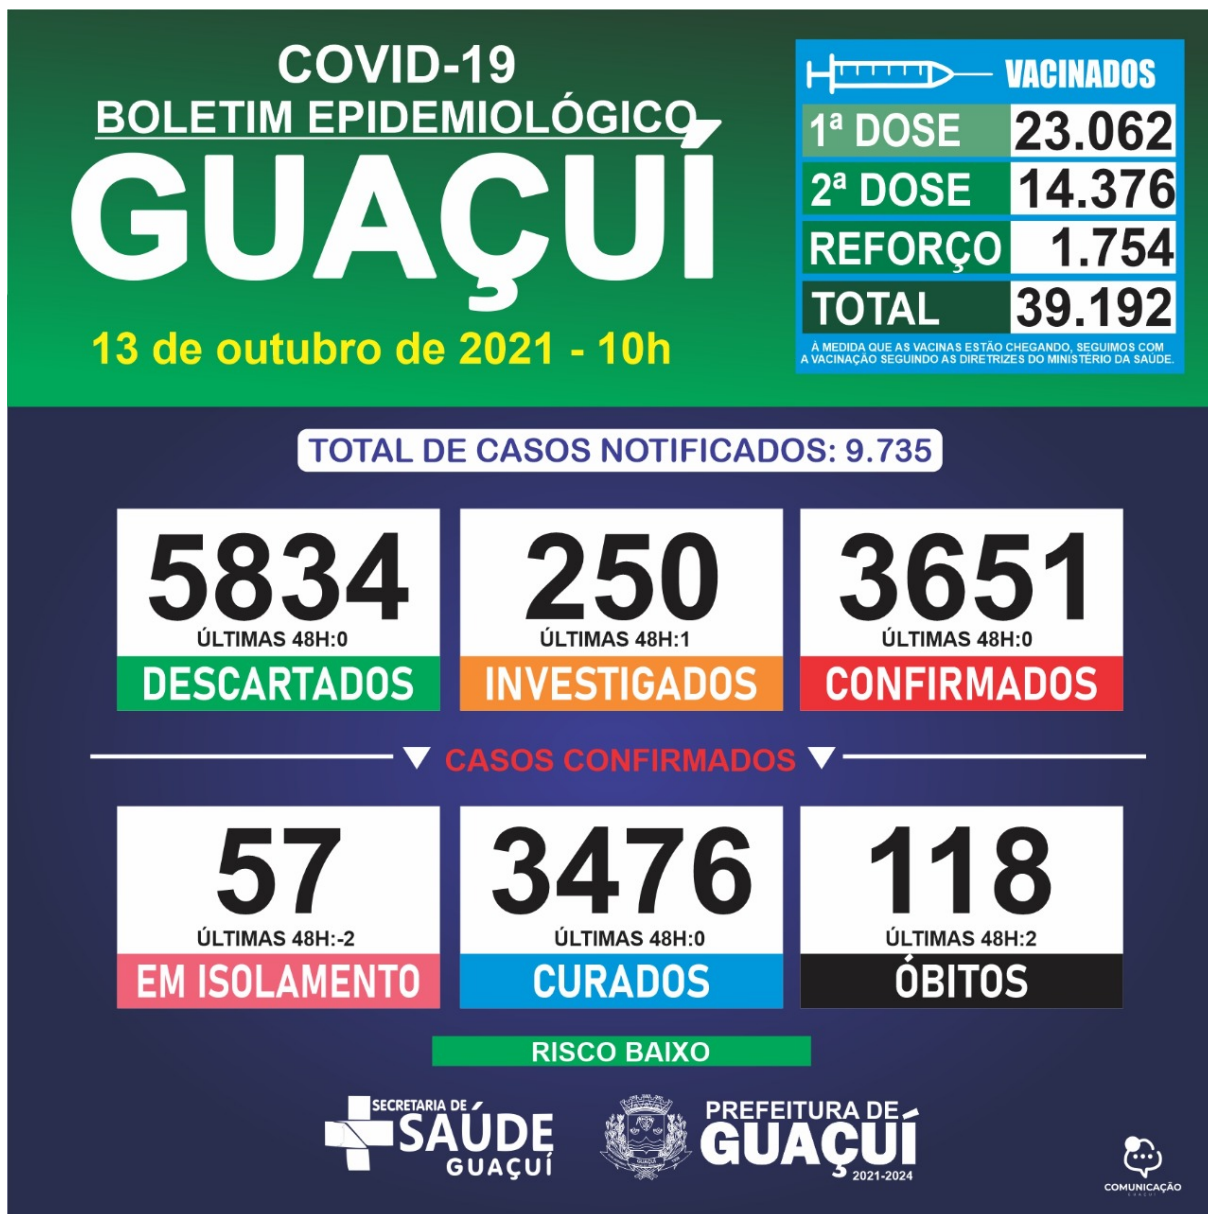 COVID-19
BOLETIM EPIDEMIOLÓGICO
GUAÇUÍ
13 de outubro de 2021 - 10h
VACINADOS
1ª DOSE 23.062
2ª DOSE 14.376
REFORÇO 1.754
TOTAL 39.192
À MEDIDA QUE AS VACINAS ESTÃO CHEGANDO, SEGUIMOS COM
A VACINAÇÃO SEGUINDO AS DIRETRIZES DO MINISTÉRIO DA SAÚDE.
TOTAL DE CASOS NOTIFICADOS: 9.735
5834
ÚLTIMAS 48H:0
DESCARTADOS
250
ÚLTIMAS 48H:1
INVESTIGADOS
3651
ÚLTIMAS 48H:0
CONFIRMADOS
CASOS CONFIRMADOS
57
ÚLTIMAS 48H:-2
EM ISOLAMENTO
3476
ÚLTIMAS 48H:0
CURADOS
118
ÚLTIMAS 48H:2
ÓBITOS
RISCO BAIXO
SECRETARIA DE
SAÚDE
GUAÇUÍ
PREFEITURA DE
GUAÇUÍ
2021-2024
COMUNICAÇÃO
GUAÇUÍ